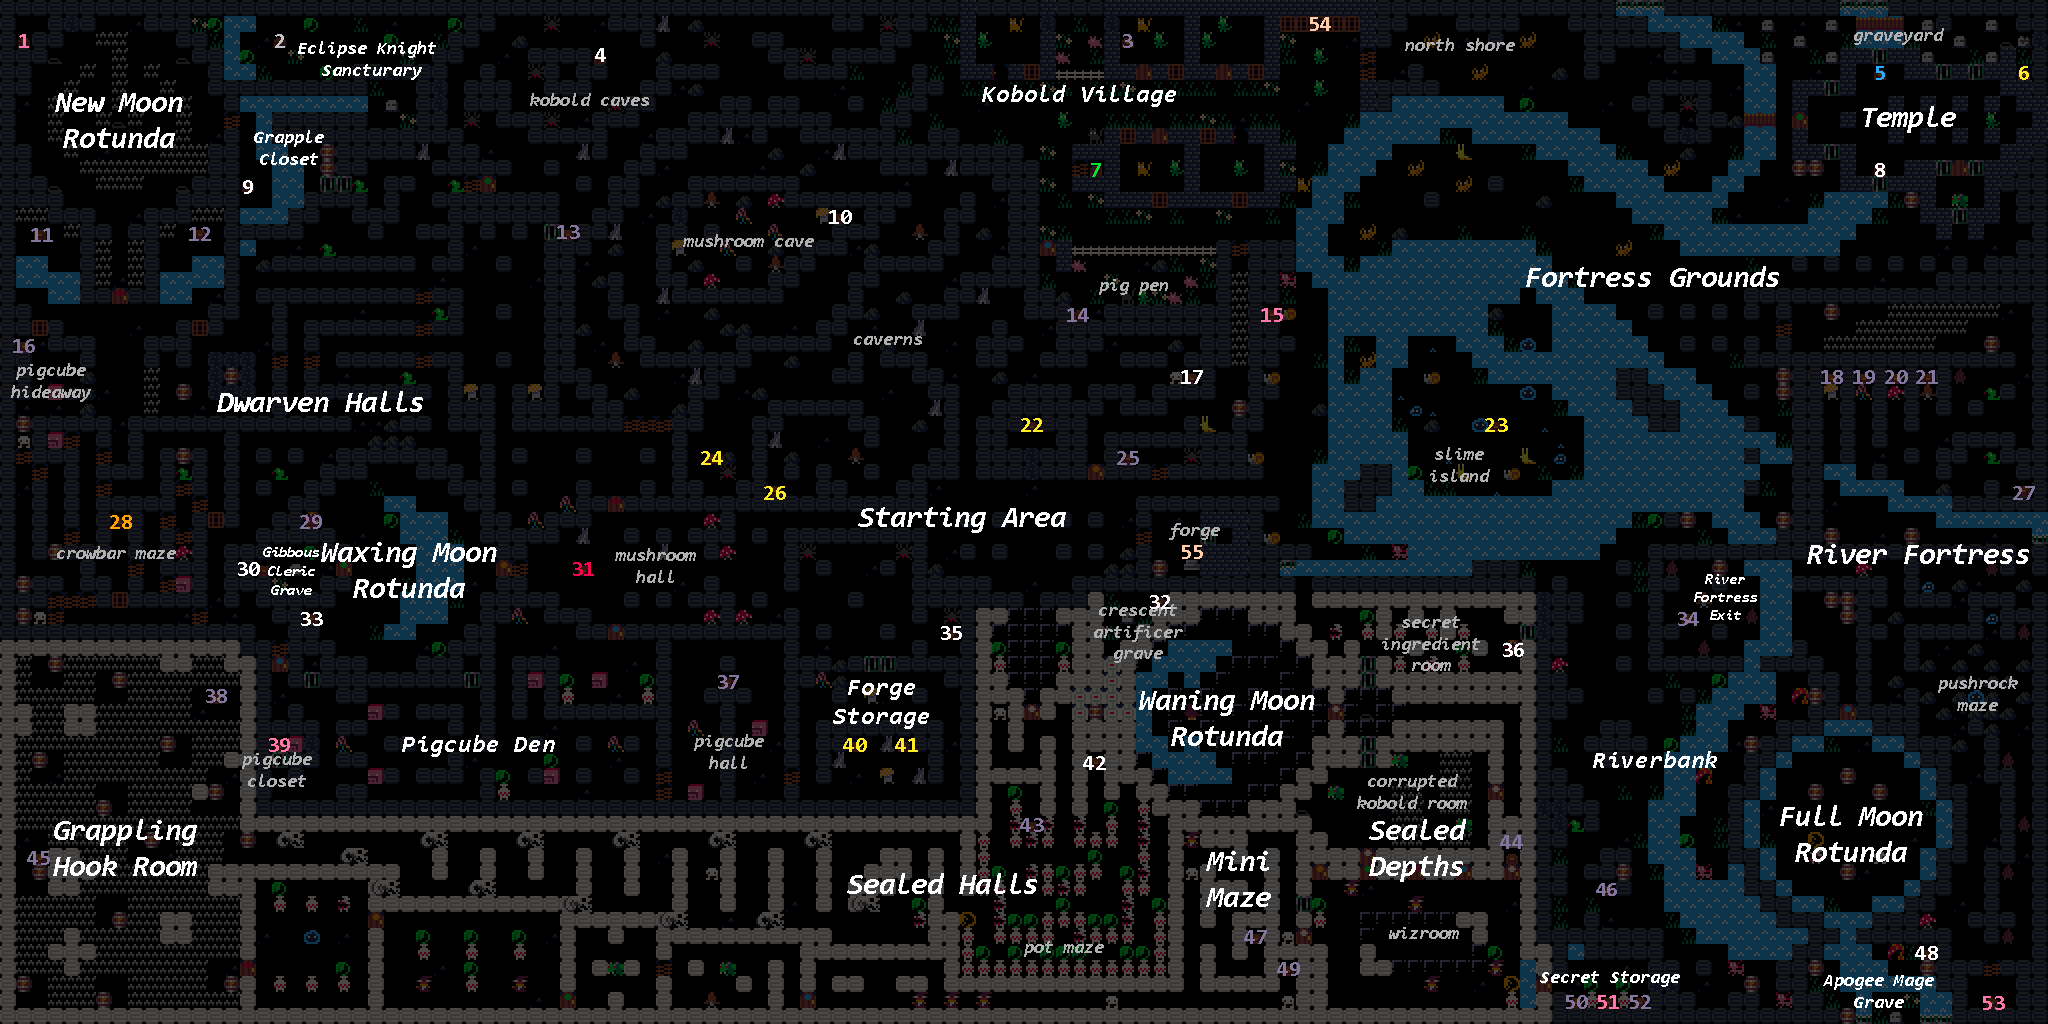 54
1
2
Eclipse Knight
Sancturary
4
3
north shore
graveyard
5
6
kobold caves
Kobold Village
New Moon
Rotunda
Temple
Grapple
Closet
9
7
8
10
11
12
13
mushroom cave
pig pen
Fortress Grounds
14
15
16
caverns
pigcube
hideaway
17
18 19 20 21
Dwarven Halls
22
23
24
25
slime
island
26
27
28
29
Starting Area
forge
55
crowbar maze
30
Gibbous
Cleric
Grave
Waxing Moon
Rotunda
31
mushroom
hall
River Fortress
33
32
crescent
artificer
grave
River
Fortress
Exit
34
35
secret
ingredient
room
36
37
38
Forge
Storage
40
41
Waning Moon
Rotunda
pushrock
maze
39
pigcube
closet
Pigcube Den
pigcube
hall
42
Riverbank
corrupted
kobold room
Grappling
Hook Room
45
43
Sealed
Depths
44
Full Moon
Rotunda
Sealed Halls
Mini
Maze
46
pot maze
47
wizroom
48
49
Secret Storage
50 51 52
Apogee Mage
Grave
53